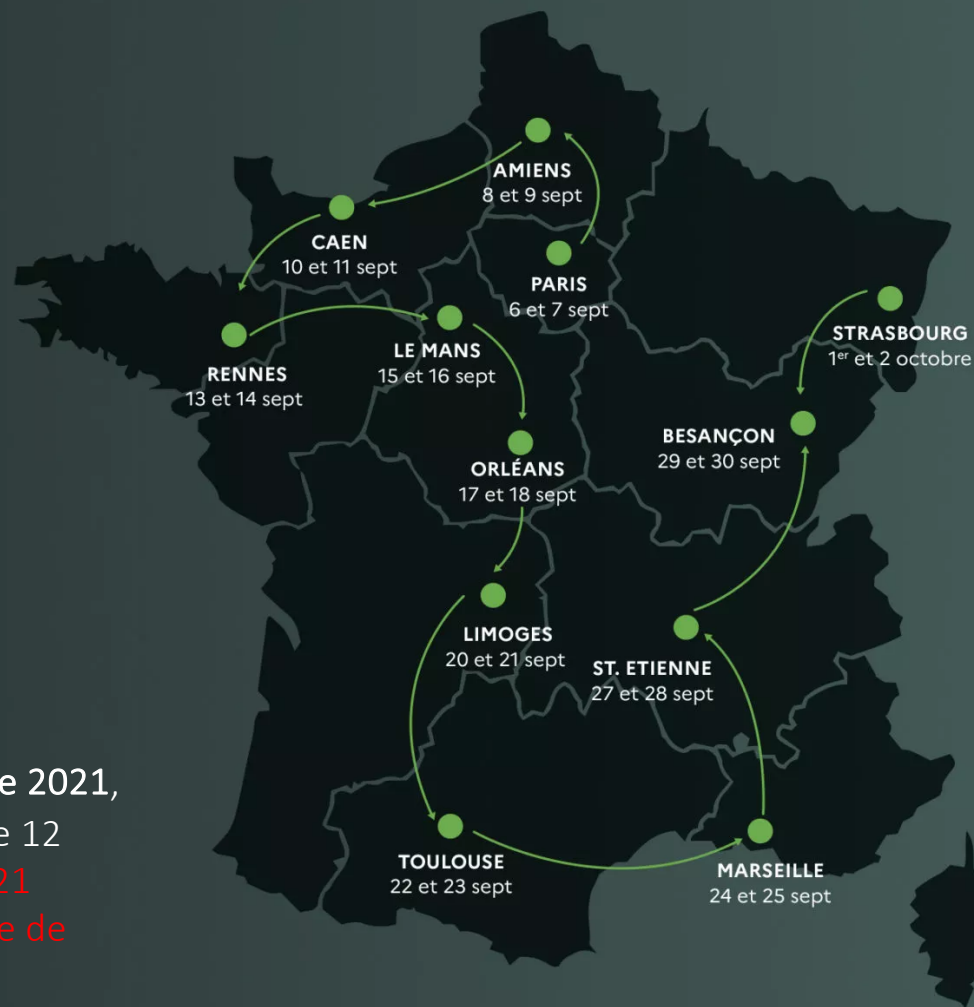 AMIENS
8 et 9 sept
CAEN
10 et 11 sept
PARIS
6 et 7 sept
STRASBOURG
1er et 2 octobre
LE MANS
15 et 16 sept
RENNES
13 et 14 sept
BESANÇON
29 et 30 sept
ORLÉANS
17 et 18 sept
LIMOGES
20 et 21 sept
ST. ETIENNE
27 et 28 sept
TOULOUSE
22 et 23 sept
MARSEILLE
24 et 25 sept
e 2021,
e 12
21
e de